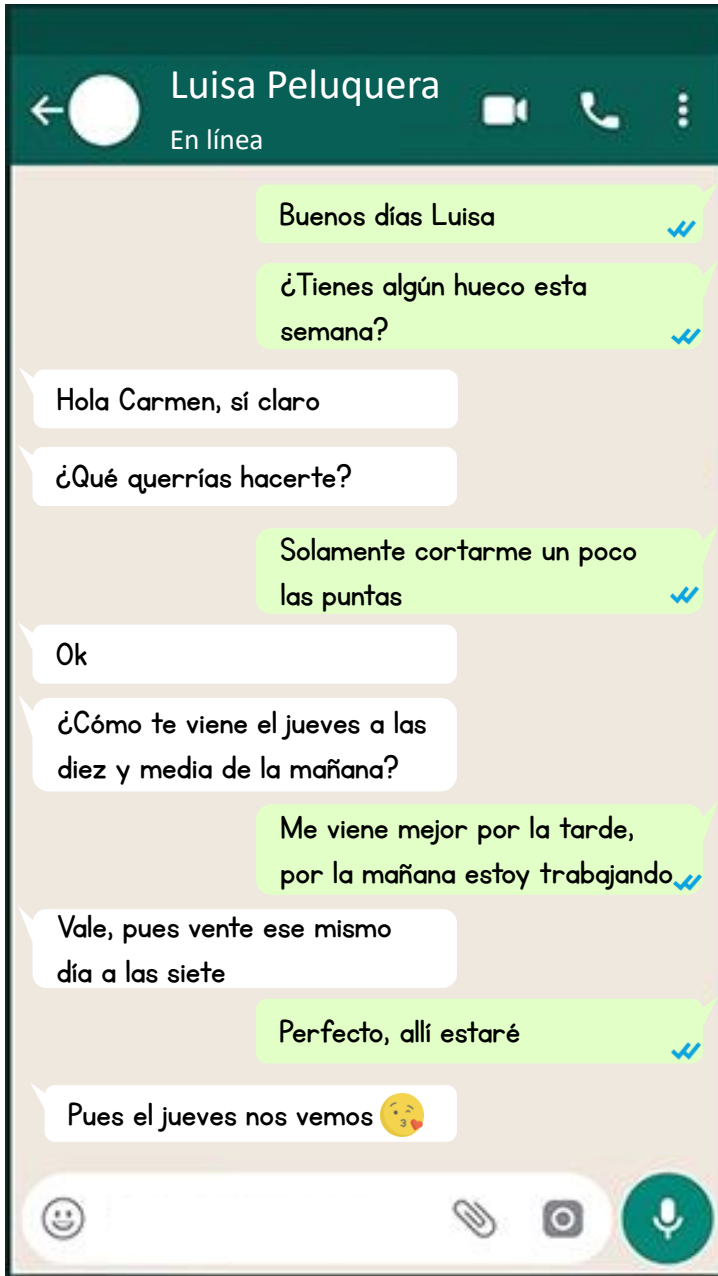 Luisa Peluquera
En línea
Buenos días Luisa
¿Tienes algún hueco esta
semana?
Hola Carmen, sí claro
¿Qué querrías hacerte?
Solamente cortarme un poco
las puntas
Ok
¿Cómo te viene el jueves a las
diez y media de la mañana?
Me viene mejor por la tarde,
por la mañana estoy trabajando
Vale, pues vente ese mismo
día a las siete
Perfecto, allí estaré
Pues el jueves nos vemos 😘